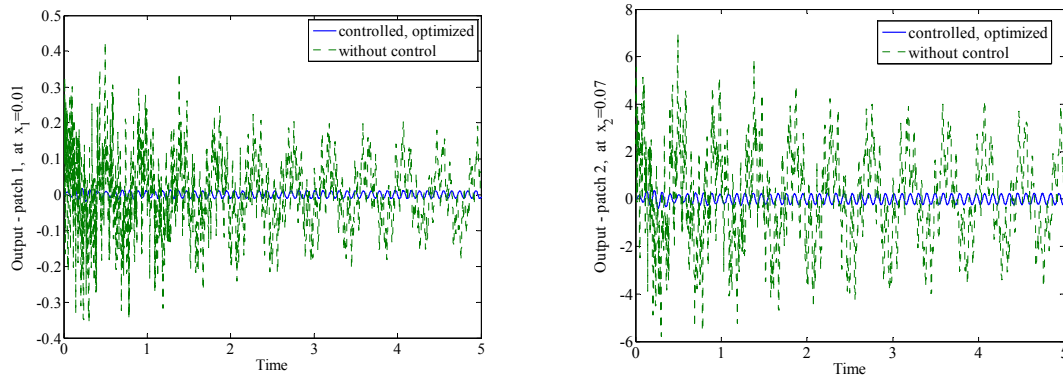 0.5
0.4
0.3
0.2
0.1
0
-0.1
-0.2
-0.3
-0.4
0 1 2 3 4 5
Time
Output - patch 1, at x1=0.01
controlled, optimized
without control
8
6
4
2
0
-2
-4
-6
0 1 2 3 4 5
Time
Output - patch 2, at x2=0.07
controlled, optimized
without control